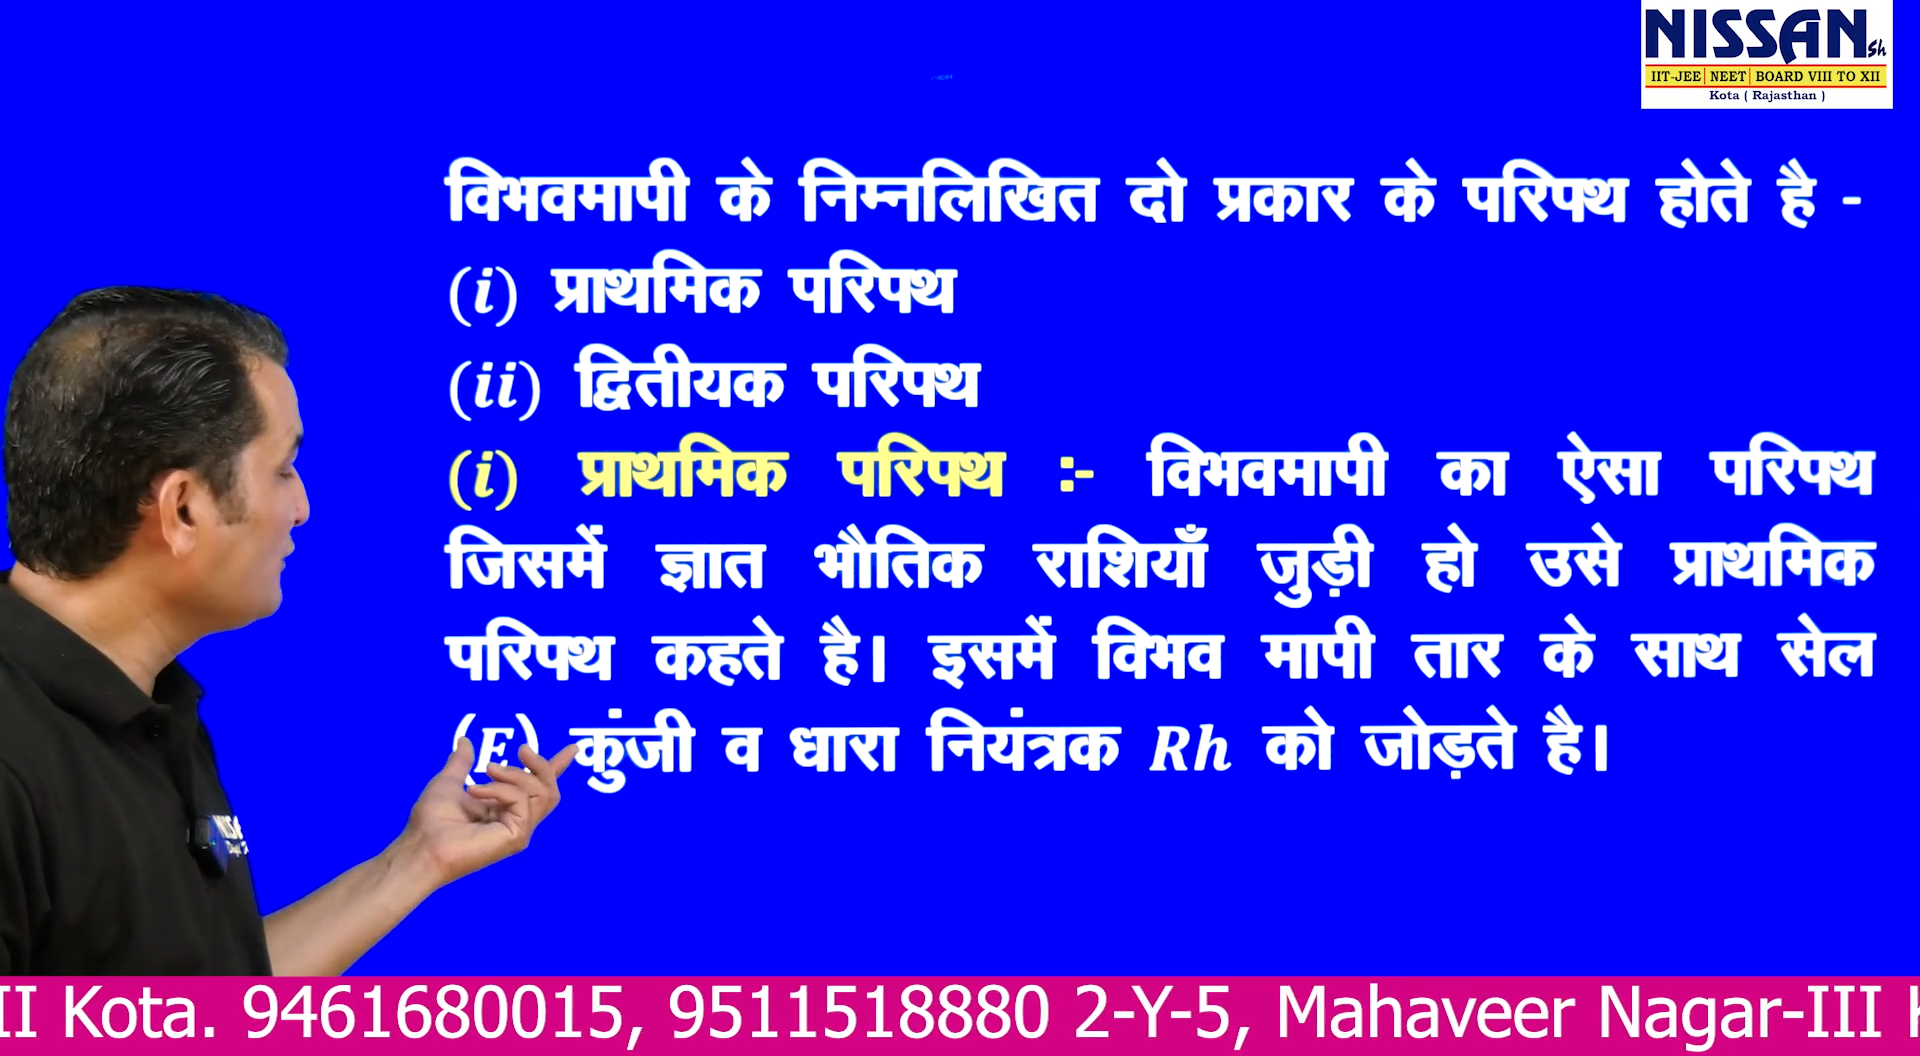 NISSAN sh
IIT-JEE | NEET | BOARD VIII TO XII
Kota ( Rajasthan )
विभवमापी के निम्नलिखित दो प्रकार के परिपथ होते है -
(i) प्राथमिक परिपथ
(ii) द्वितीयक परिपथ
(i) प्राथमिक परिपथ :- विभवमापी का ऐसा परिपथ
जिसमें ज्ञात भौतिक राशियाँ जुड़ी हो उसे प्राथमिक
परिपथ कहते है। इसमें विभव मापी तार के साथ सेल
(E) कुंजी व धारा नियंत्रक Rh को जोड़ते है।
II Kota. 9461680015, 9511518880 2-Y-5, Mahaveer Nagar-III